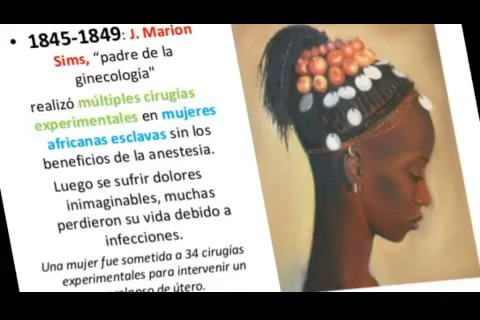 • 1845-1849: J. Marion
Sims, “padre de la
ginecología"
realizó múltiples cirugías
experimentales en mujeres
africanas esclavas sin los
beneficios de la anestesia.
Luego se sufrir dolores
inimaginables, muchas
perdieron su vida debido a
infecciones.
Una mujer fue sometida a 34 cirugías
experimentales para intervenir un
de útero.